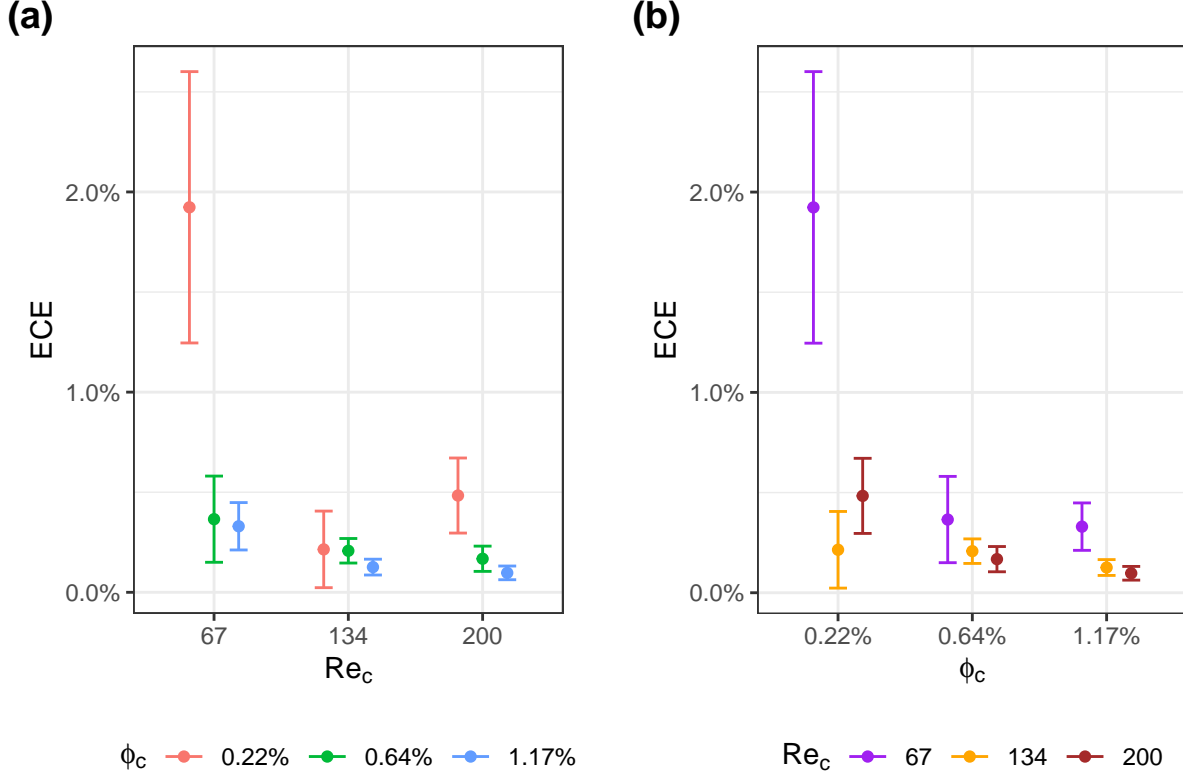 (a)
ECE
2.0%
1.0%
0.0%
67 134 200
Re_c
ϕ_c 0.22% 0.64% 1.17%
(b)
ECE
2.0%
1.0%
0.0%
0.22% 0.64% 1.17%
ϕ_c
Re_c 67 134 200